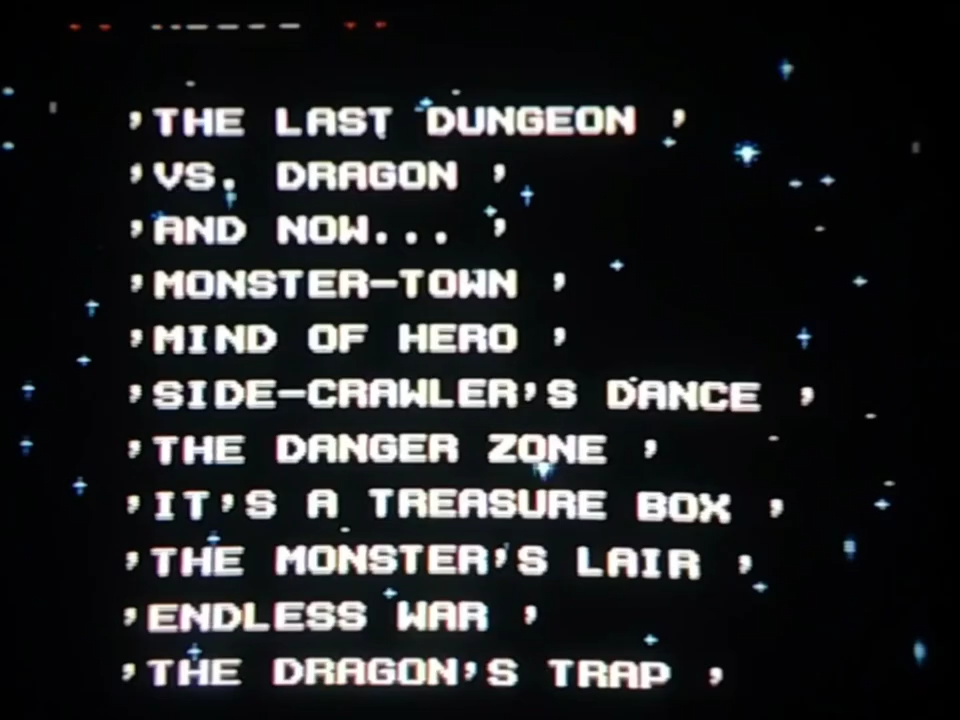 'THE LAST DUNGEON '
'VS. DRAGON '
'AND NOW... '
'MONSTER-TOWN '
'MIND OF HERO '
'SIDE-CRAWLER'S DANCE '
'THE DANGER ZONE '
'IT'S A TREASURE BOX '
'THE MONSTER'S LAIR '
'ENDLESS WAR '
'THE DRAGON'S TRAP '